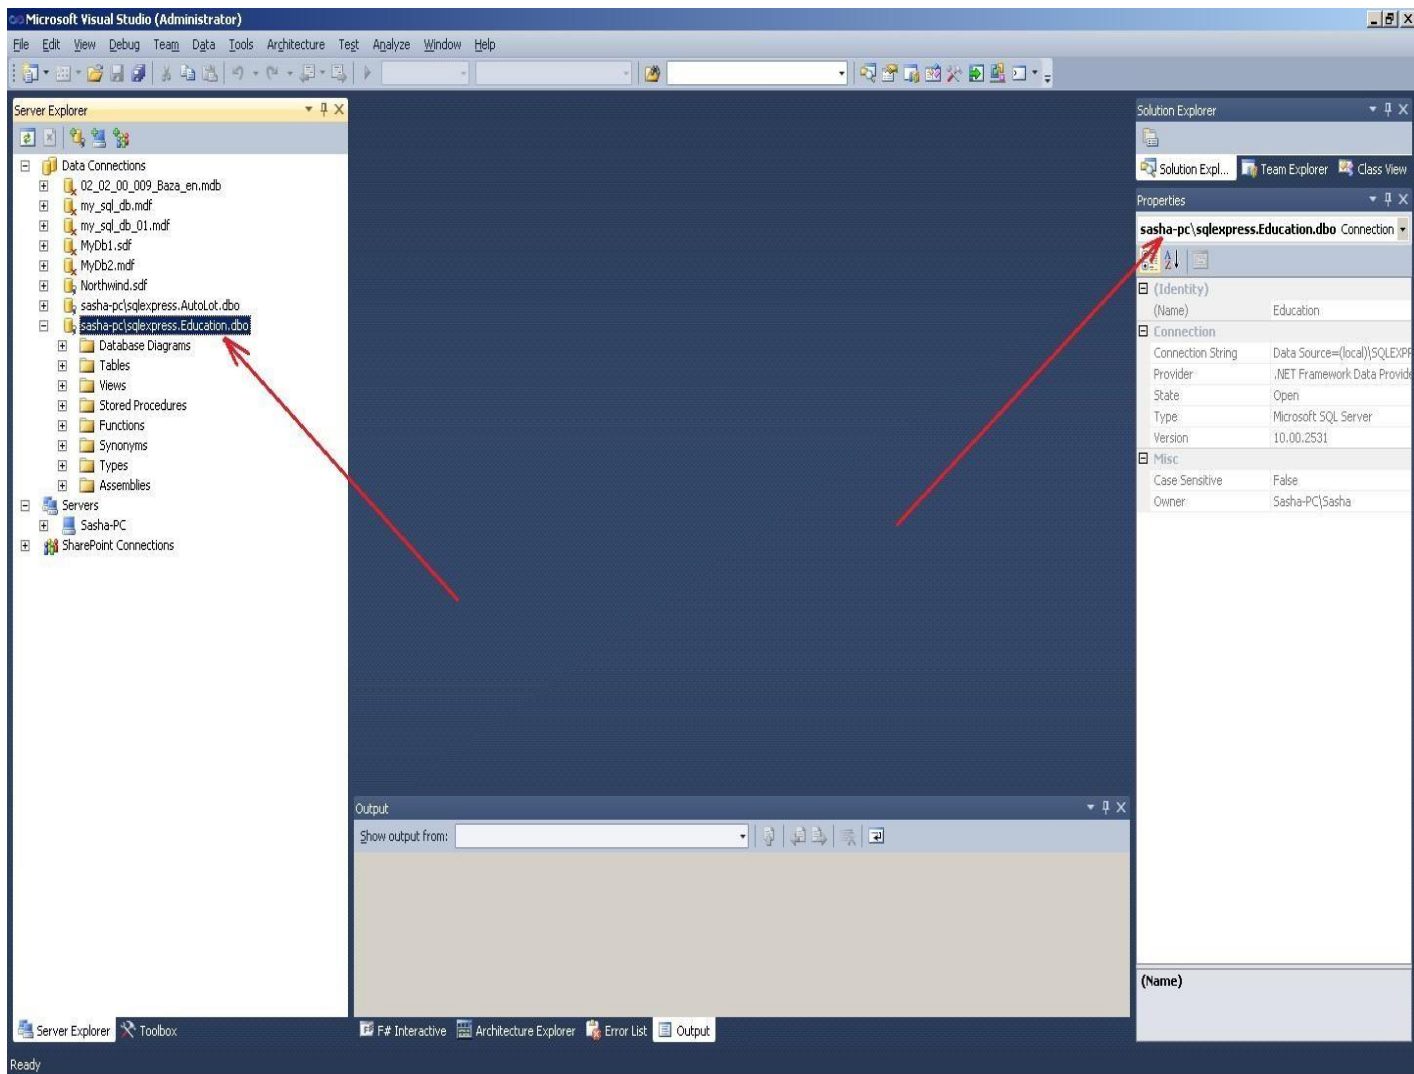 Microsoft Visual Studio (Administrator)
File Edit View Debug Team Data Tools Architecture Test Analyze Window Help
Server Explorer
Data Connections
02_02_00_009_Baza_en.mdb
my_sql_db.mdf
my_sql_db_01.mdf
MyDb1.sdf
MyDb2.mdf
Northwind.sdf
sasha-pc\sqlexpress.AutoLot.dbo
sasha-pc\sqlexpress.Education.dbo
Database Diagrams
Tables
Views
Stored Procedures
Functions
Synonyms
Types
Assemblies
Servers
Sasha-PC
SharePoint Connections
Server Explorer Toolbox
Output
Show output from:
F# Interactive Architecture Explorer Error List Output
Solution Explorer
Solution Expl... Team Explorer Class View
Properties
sasha-pc\sqlexpress.Education.dbo Connection
(Identity)
(Name) Education
Connection
Connection String Data Source=(local)\SQLEXPR
Provider .NET Framework Data Provide
State Open
Type Microsoft SQL Server
Version 10.00.2531
Misc
Case Sensitive False
Owner Sasha-PC\Sasha
(Name)
Ready